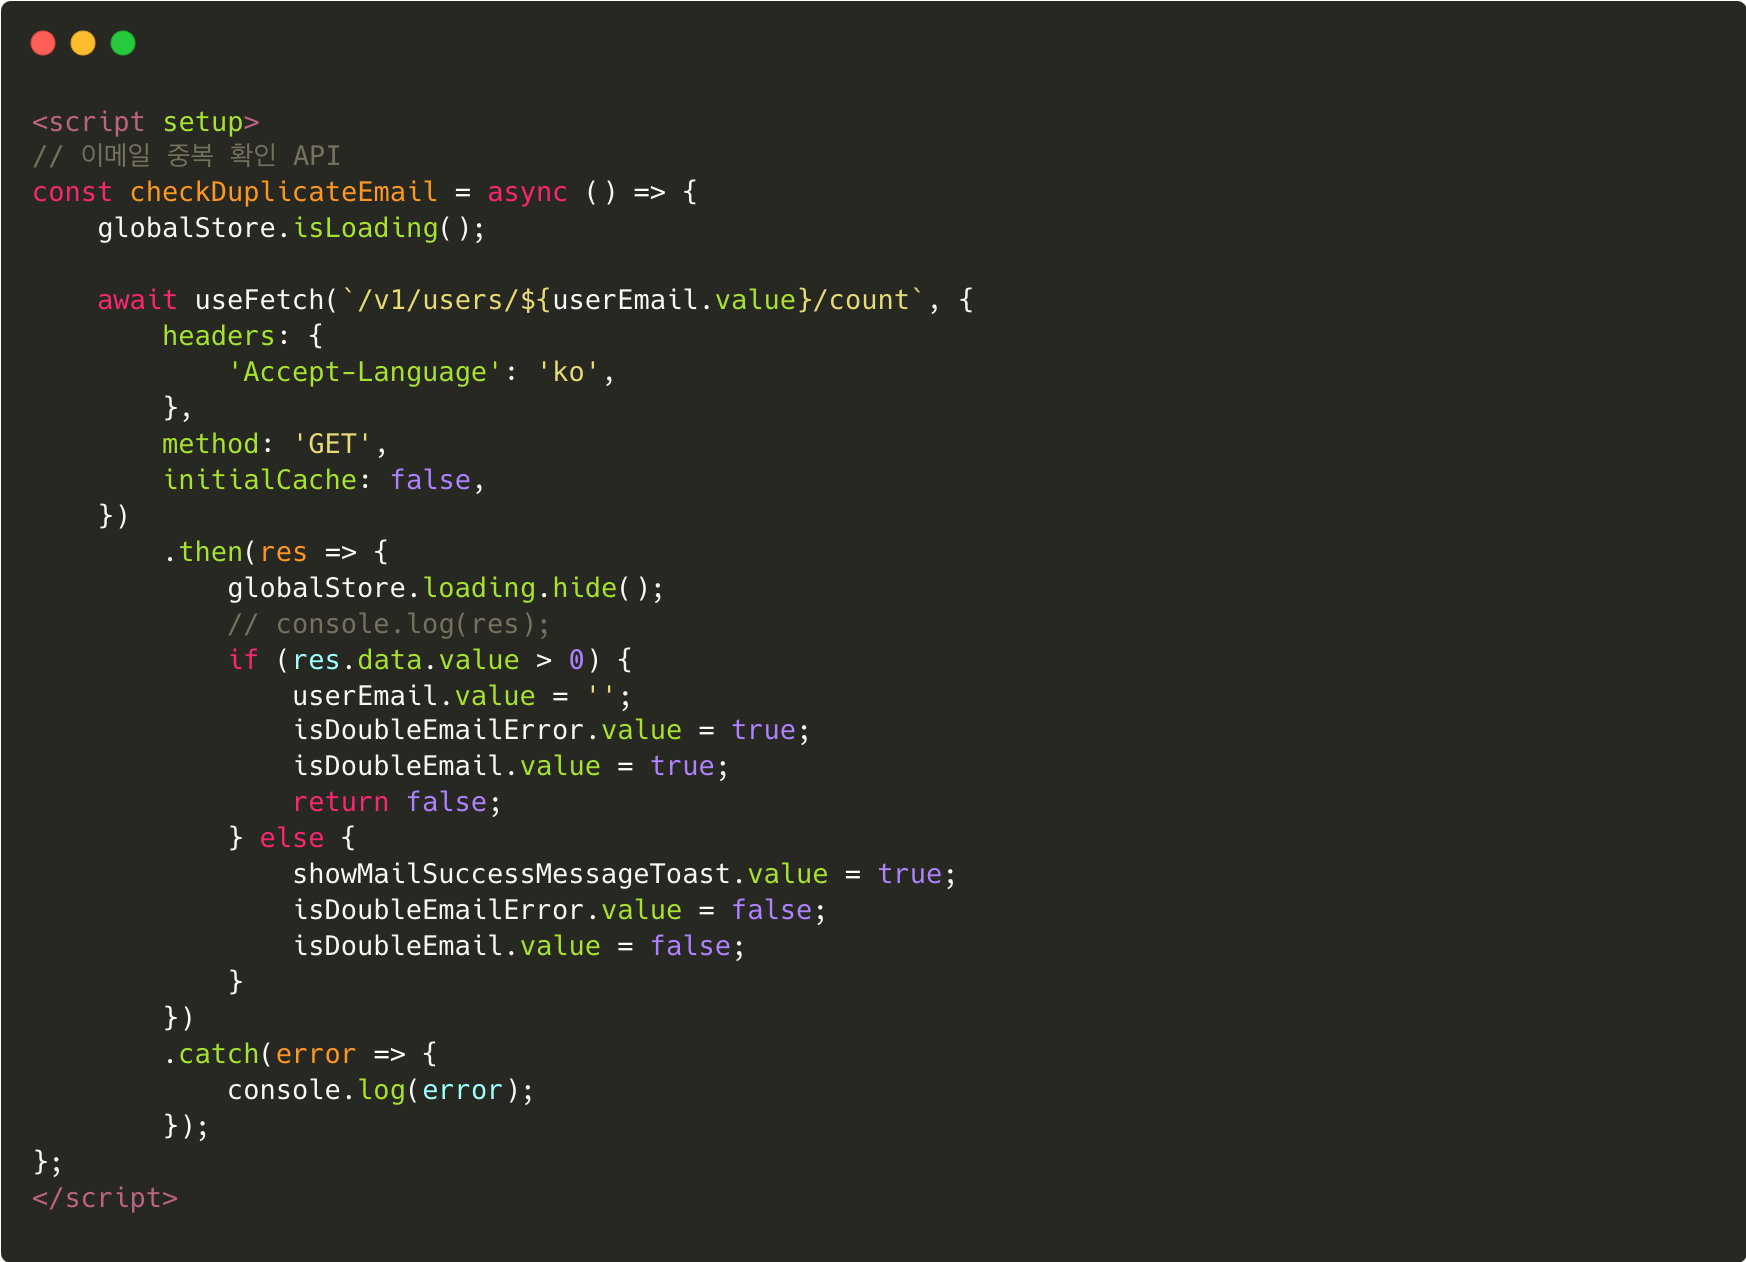 <script setup>
// 이메일 중복 확인 API
const checkDuplicateEmail = async () => {
    globalStore.isLoading();

    await useFetch(`/v1/users/${userEmail.value}/count`, {
        headers: {
            'Accept-Language': 'ko',
        },
        method: 'GET',
        initialCache: false,
    })
        .then(res => {
            globalStore.loading.hide();
            // console.log(res);
            if (res.data.value > 0) {
                userEmail.value = '';
                isDoubleEmailError.value = true;
                isDoubleEmail.value = true;
                return false;
            } else {
                showMailSuccessMessageToast.value = true;
                isDoubleEmailError.value = false;
                isDoubleEmail.value = false;
            }
        })
        .catch(error => {
            console.log(error);
        });
};
</script>